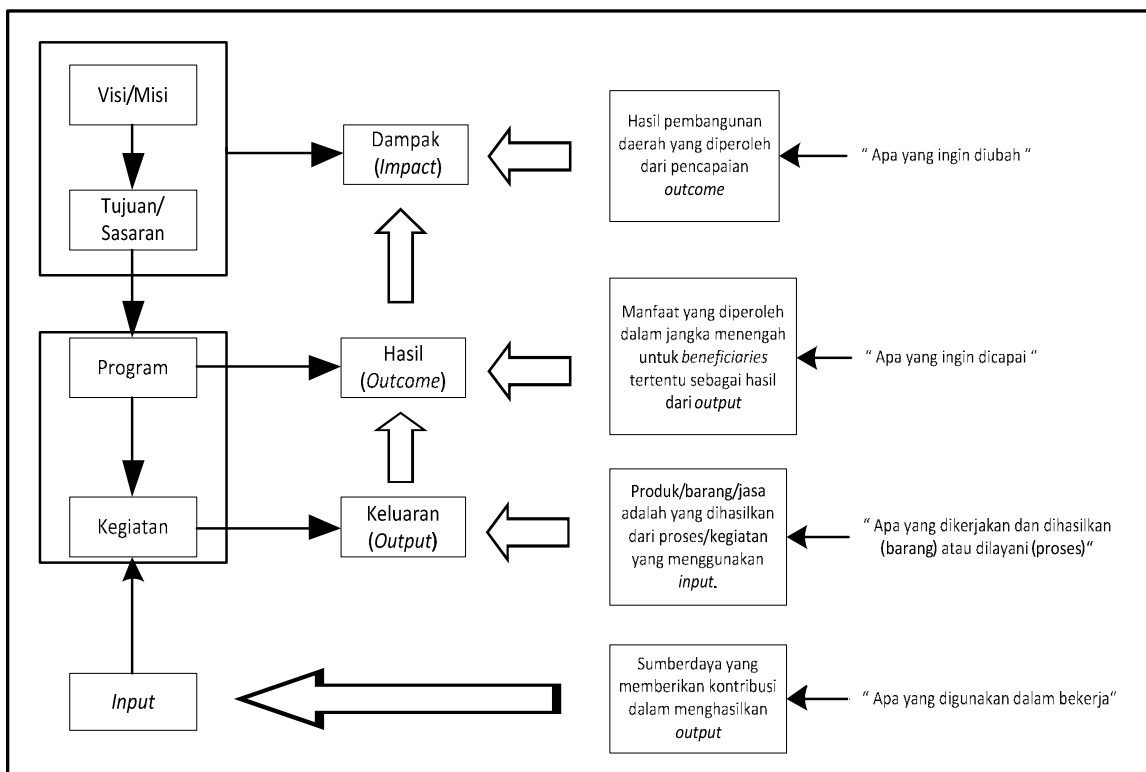 Visi/Misi
Tujuan/
Sasaran
Dampak
(Impact)
Hasil pembangunan
daerah yang diperoleh
dari pencapaian
outcome
“ Apa yang ingin diubah “
Program
Hasil
(Outcome)
Manfaat yang diperoleh
dalam jangka menengah
untuk beneficiaries
tertentu sebagai hasil
dari output
“ Apa yang ingin dicapai “
Kegiatan
Keluaran
(Output)
Produk/barang/jasa
adalah yang dihasilkan
dari proses/kegiatan
yang menggunakan
input.
“ Apa yang dikerjakan dan dihasilkan
(barang) atau dilayani (proses)“
Input
Sumberdaya yang
memberikan kontribusi
dalam menghasilkan
output
“ Apa yang digunakan dalam bekerja“